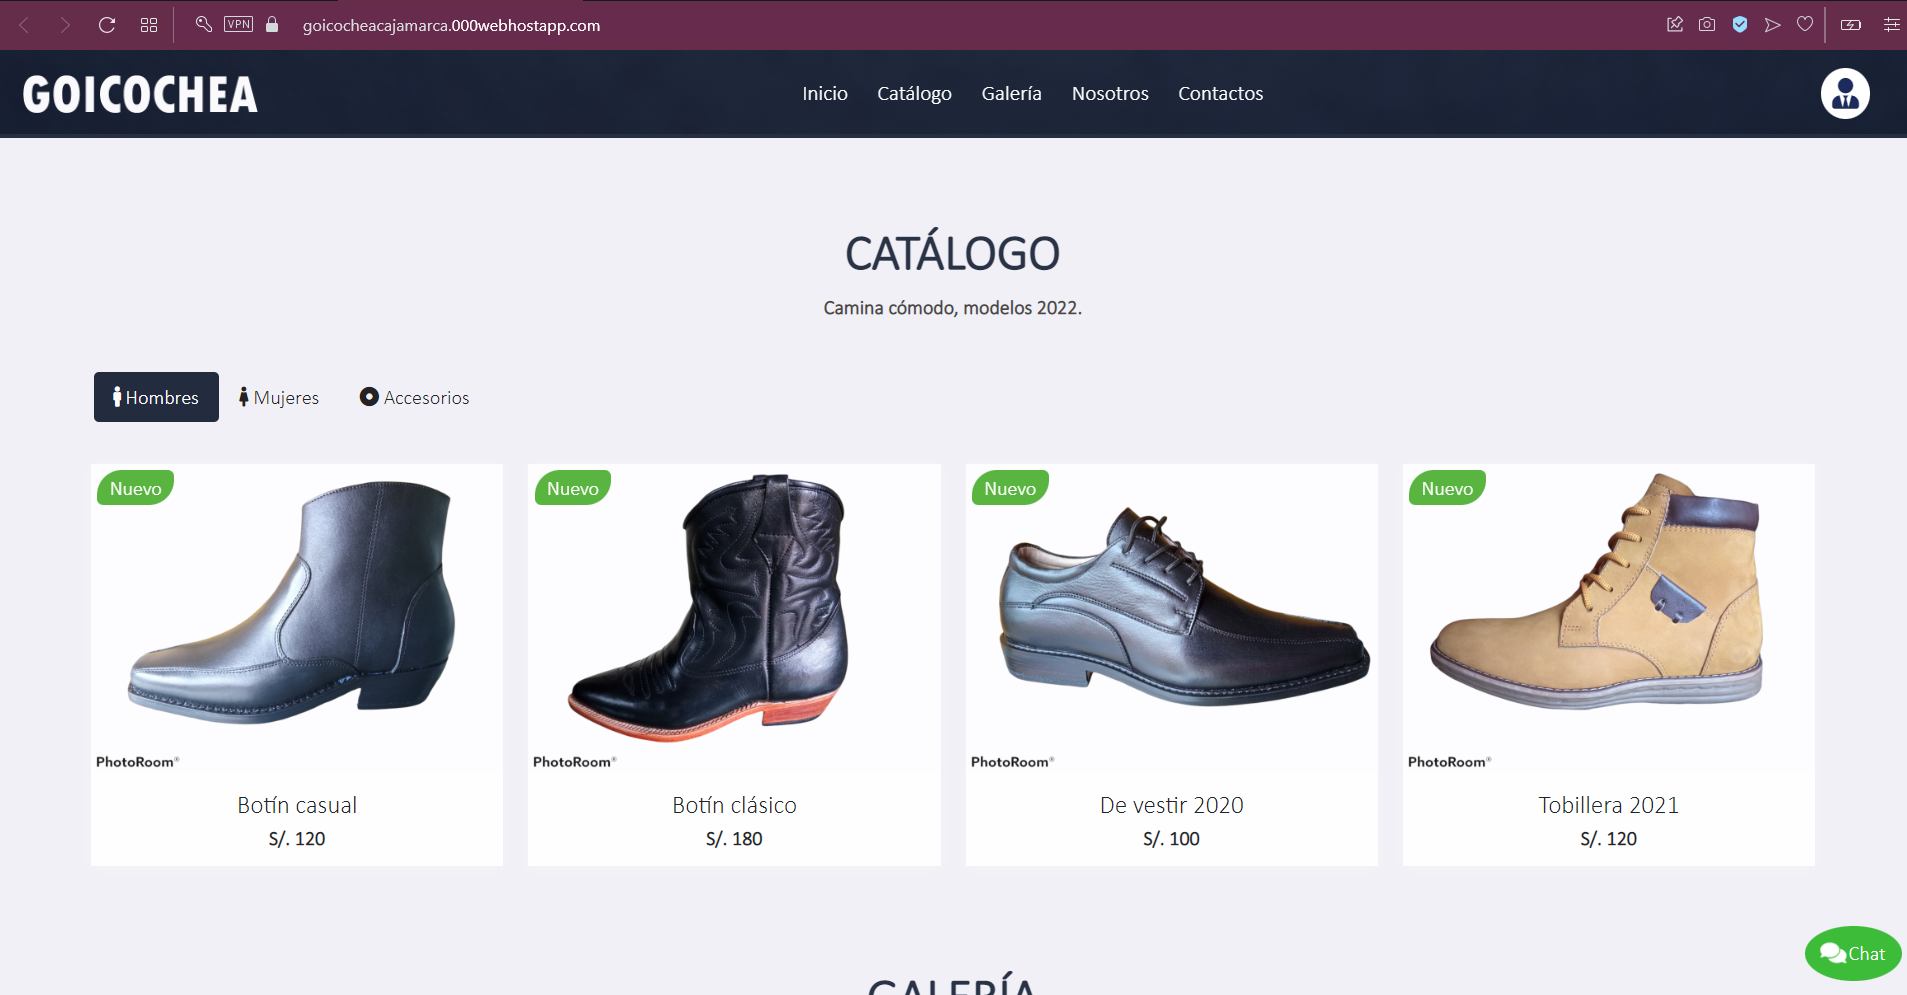 VPN
goicocheacajamarca.000webhostapp.com
GOICOCHEA
Inicio Catálogo Galería Nosotros Contactos
CATÁLOGO
Camina cómodo, modelos 2022.
Hombres Mujeres Accesorios
Nuevo Nuevo Nuevo Nuevo
PhotoRoom® PhotoRoom® PhotoRoom® PhotoRoom®
Botín casual Botín clásico De vestir 2020 Tobillera 2021
S/. 120 S/. 180 S/. 100 S/. 120
Chat
GALERÍA